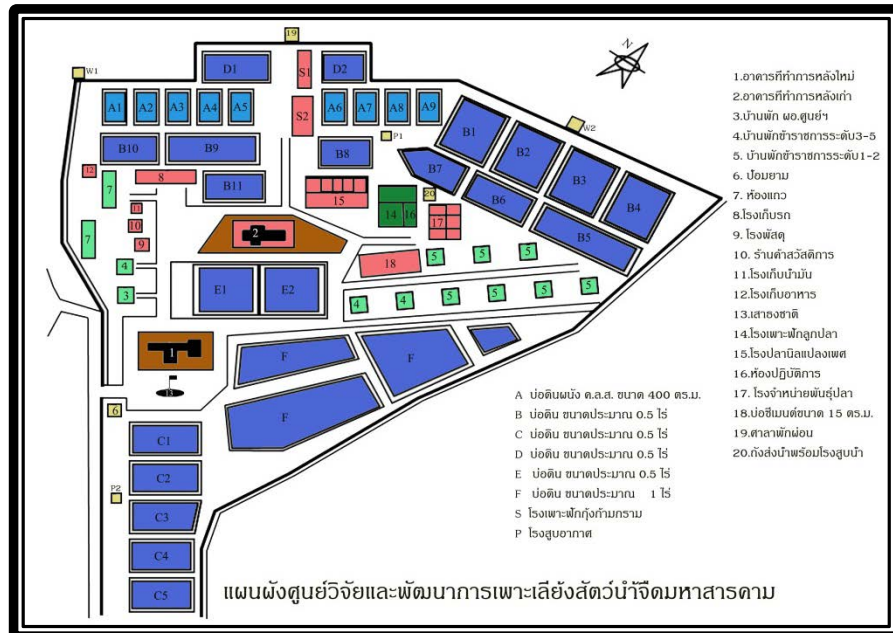 19
N
W1
D1
S1
D2
A1
A2
A3
A4
A5
S2
A6
A7
A8
A9
P1
W2
B1
B2
B3
B4
B10
B9
B8
B7
B6
B5
12
8
B11
7
15
20
14
16
17
11
10
9
7
2
18
5
5
5
5
4
3
E1
E2
4
4
5
5
5
5
1
F
F
F
13
6
C1
C2
P2
C3
C4
C5
1.อาคารที่ทำการหลังใหม่
2.อาคารที่ทำการหลังเก่า
3.บ้านพัก ผอ.ศูนย์ฯ
4.บ้านพักข้าราชการระดับ3-5
5. บ้านพักข้าราชการระดับ1-2
6. ป้อมยาม
7. ห้องแถว
8.โรงเก็บรถ
9. โรงพัสดุ
10. ร้านค้าสวัสดิการ
11.โรงเก็บน้ำมัน
12.โรงเก็บอาหาร
13.เสาธงชาติ
14.โรงเพาะฟักลูกปลา
15.โรงปลานิลแปลงเพศ
16.ห้องปฏิบัติการ
17. โรงจำหน่ายพันธุ์ปลา
18.บ่อซีเมนต์ขนาด 15 ตร.ม.
19.ศาลาพักผ่อน
20.ถังส่งน้ำพร้อมโรงสูบน้ำ
A บ่อดินผนัง ค.ส.ล. ขนาด 400 ตร.ม.
B บ่อดิน ขนาดประมาณ 0.5 ไร่
C บ่อดิน ขนาดประมาณ 0.5 ไร่
D บ่อดิน ขนาดประมาณ 0.5 ไร่
E บ่อดิน ขนาดประมาณ 0.5 ไร่
F บ่อดิน ขนาดประมาณ 1 ไร่
S โรงเพาะฟักกุ้งก้ามกราม
P โรงสูบอากาศ
แผนผังศูนย์วิจัยและพัฒนาการเพาะเลี้ยงสัตว์น้ำจืดมหาสารคาม